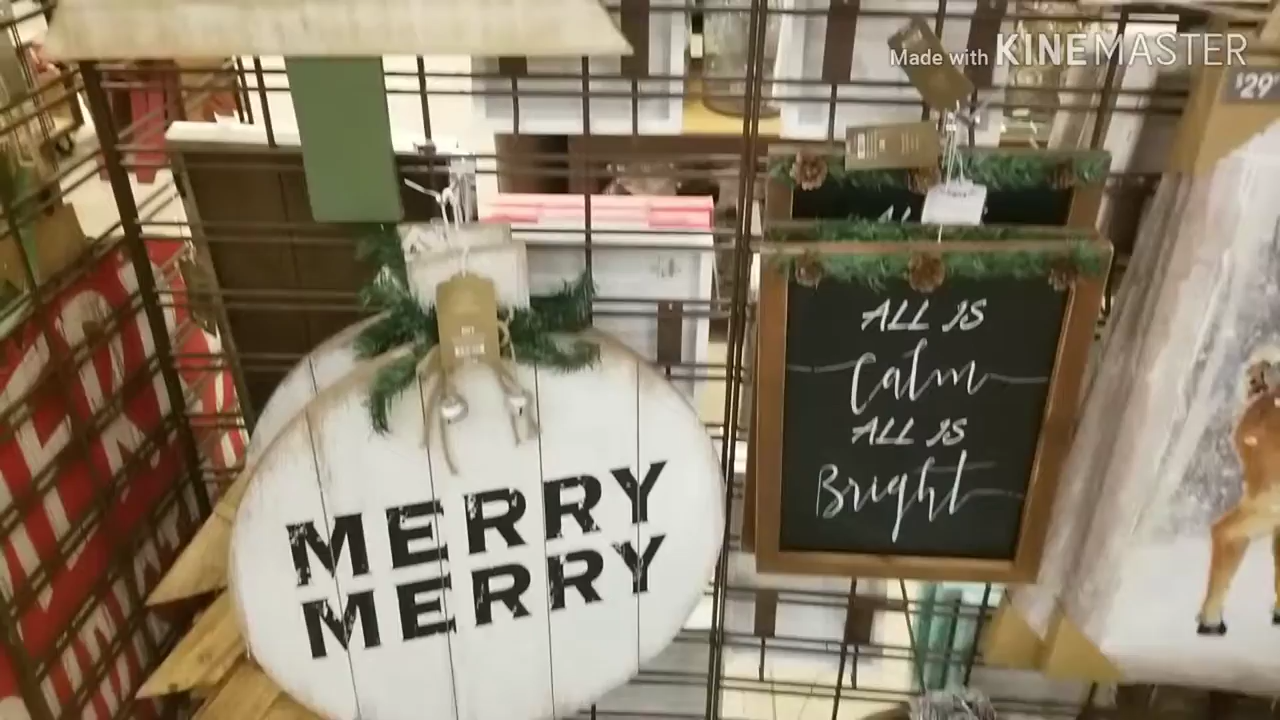 Made with KINEMASTER
$29
MERRY
MERRY
ALL IS
Calm
ALL IS
Bright